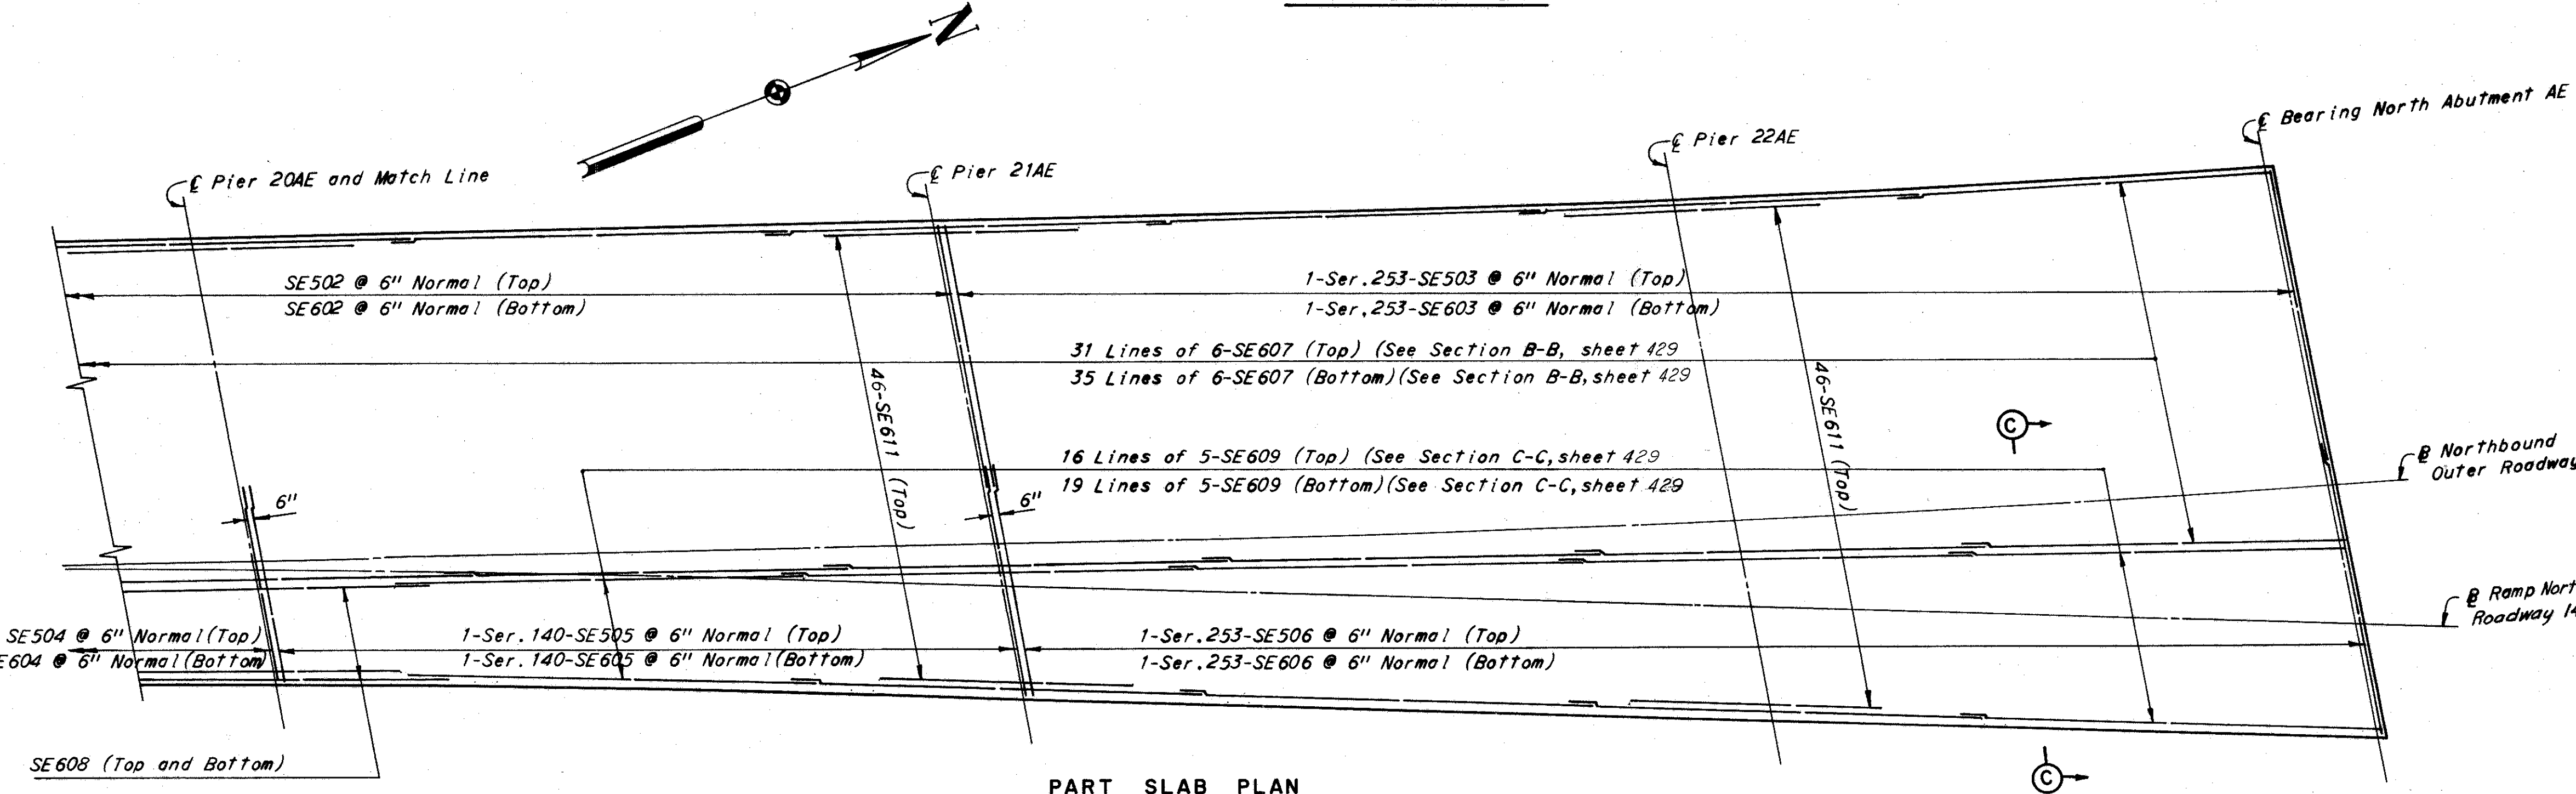 N
℄ Pier 20AE and Match Line
℄ Pier 21AE
℄ Pier 22AE
℄ Bearing North Abutment AE
SE502 @ 6" Normal (Top)
SE602 @ 6" Normal (Bottom)
1-Ser.253-SE503 @ 6" Normal (Top)
1-Ser.253-SE603 @ 6" Normal (Bottom)
31 Lines of 6-SE607 (Top) (See Section B-B, sheet 429
35 Lines of 6-SE607 (Bottom)(See Section B-B, sheet 429
46-SE611 (Top)
46-SE611 (Top)
C
16 Lines of 5-SE609 (Top) (See Section C-C, sheet 429
19 Lines of 5-SE609 (Bottom)(See Section C-C, sheet 429
6"
6"
Northbound
Outer Roadway
Ramp
Roadway
SE504 @ 6" Normal(Top)
E604 @ 6" Normal(Bottom
1-Ser.140-SE505 @ 6" Normal (Top)
1-Ser.140-SE605 @ 6" Normal(Bottom)
1-Ser.253-SE506 @ 6" Normal (Top)
1-Ser.253-SE606 @ 6" Normal (Bottom)
SE608 (Top and Bottom)
PART SLAB PLAN
C